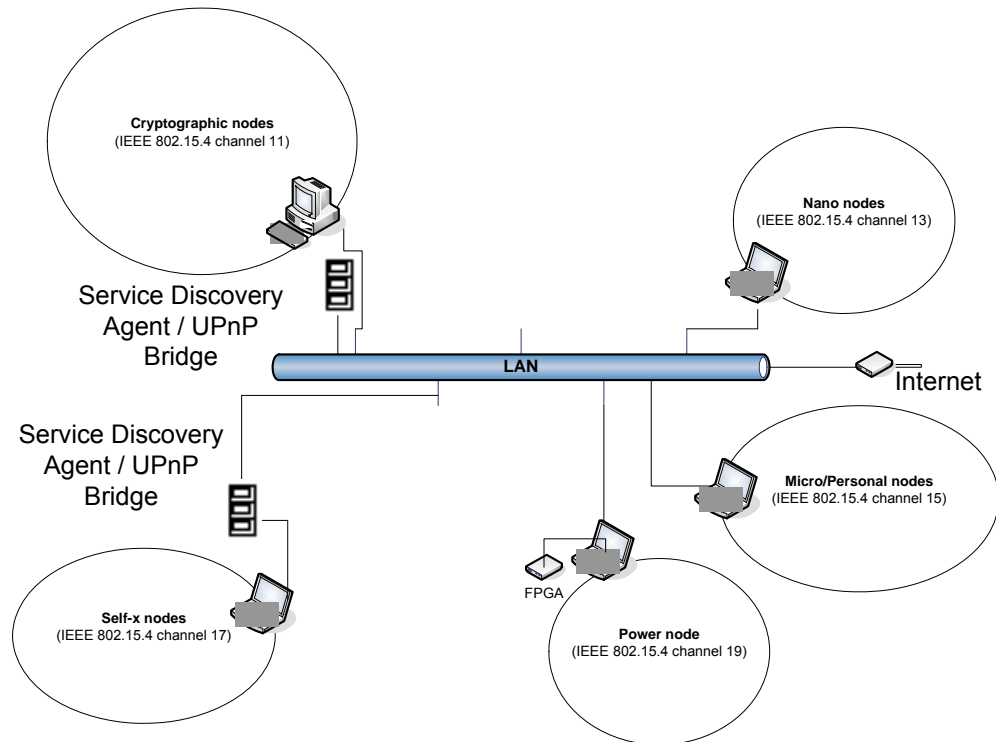 Cryptographic nodes
(IEEE 802.15.4 channel 11)
Nano nodes
(IEEE 802.15.4 channel 13)
Service Discovery
Agent / UPnP
Bridge
LAN
Internet
Service Discovery
Agent / UPnP
Bridge
Micro/Personal nodes
(IEEE 802.15.4 channel 15)
FPGA
Self-x nodes
(IEEE 802.15.4 channel 17)
Power node
(IEEE 802.15.4 channel 19)